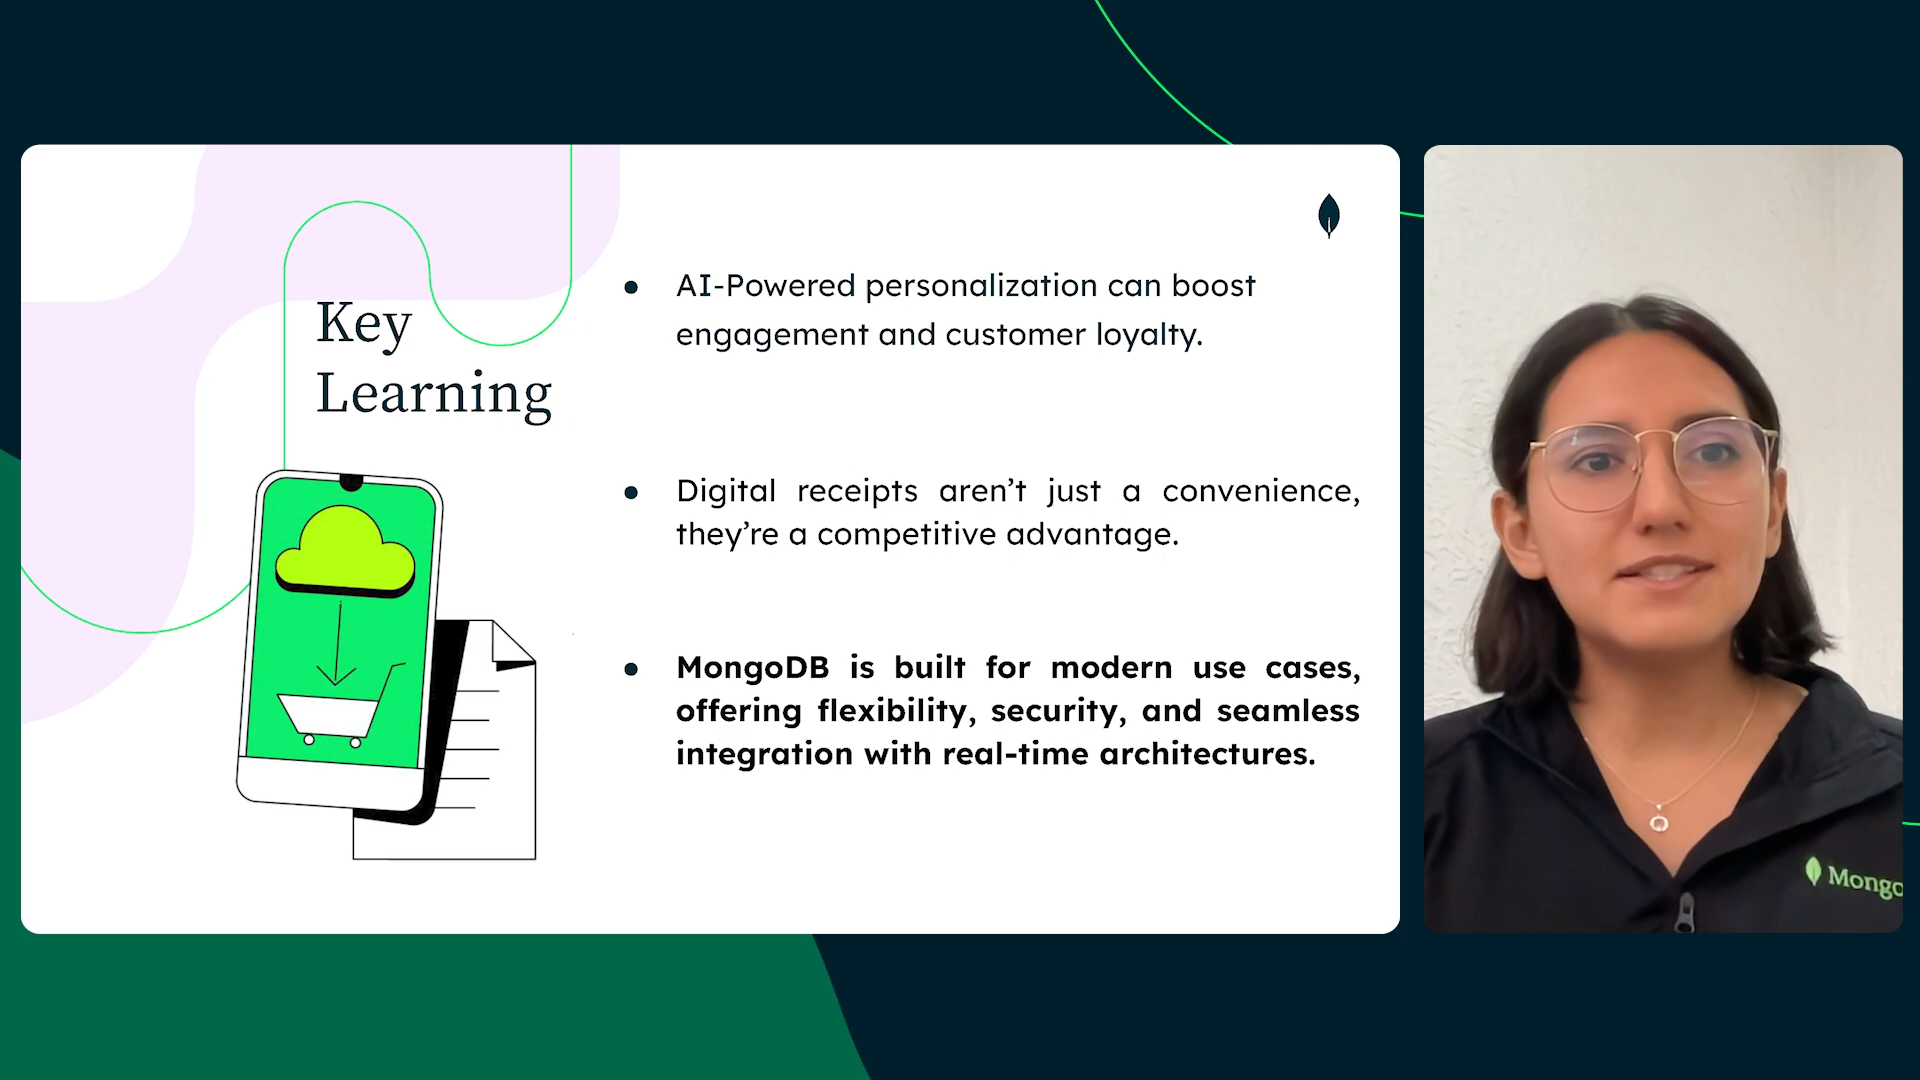 Key
Learning
● AI-Powered personalization can boost
engagement and customer loyalty.
● Digital receipts aren’t just a convenience,
they’re a competitive advantage.
● MongoDB is built for modern use cases,
offering flexibility, security, and seamless
integration with real-time architectures.
Mongo